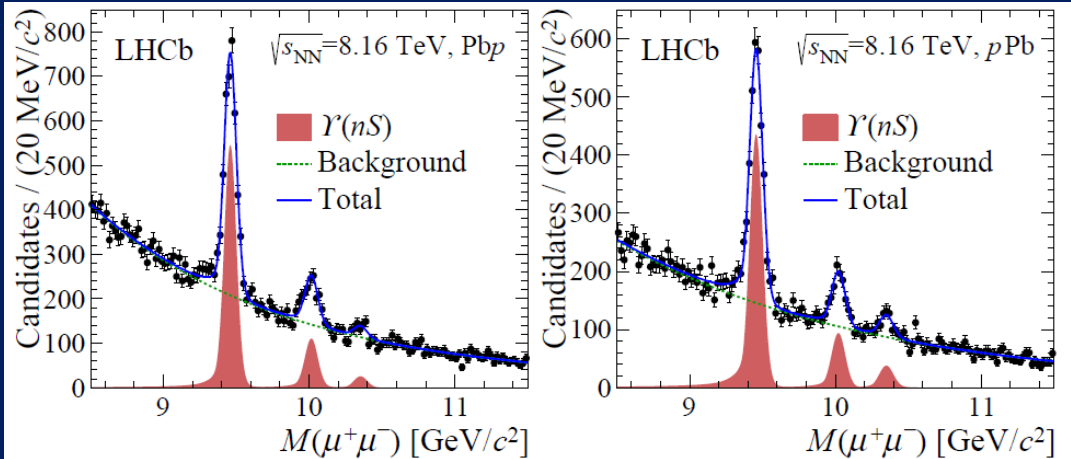 LHCb
√s_NN=8.16 TeV, Pbp
ϒ(nS)
Background
Total
Candidates / (20 MeV/c²)
800
700
600
500
400
300
200
100
0
9
10
11
M(μ⁺μ⁻) [GeV/c²]
LHCb
√s_NN=8.16 TeV, pPb
ϒ(nS)
Background
Total
Candidates / (20 MeV/c²)
600
500
400
300
200
100
0
9
10
11
M(μ⁺μ⁻) [GeV/c²]